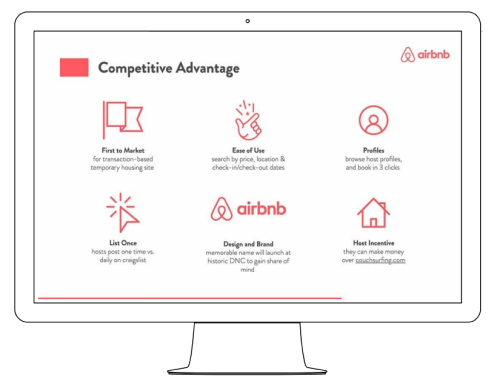 airbnb
Competitive Advantage
First to Market
for transaction-based
temporary housing site
Ease of Use
search by price, location &
check-in/check-out dates
Profiles
browse host profiles,
and book in 3 clicks
List Once
hosts post one time vs.
daily on craigslist
airbnb
Design and Brand
memorable name will launch at
historic DNC to gain share of
mind
Host Incentive
they can make money
over couchsurfing.com